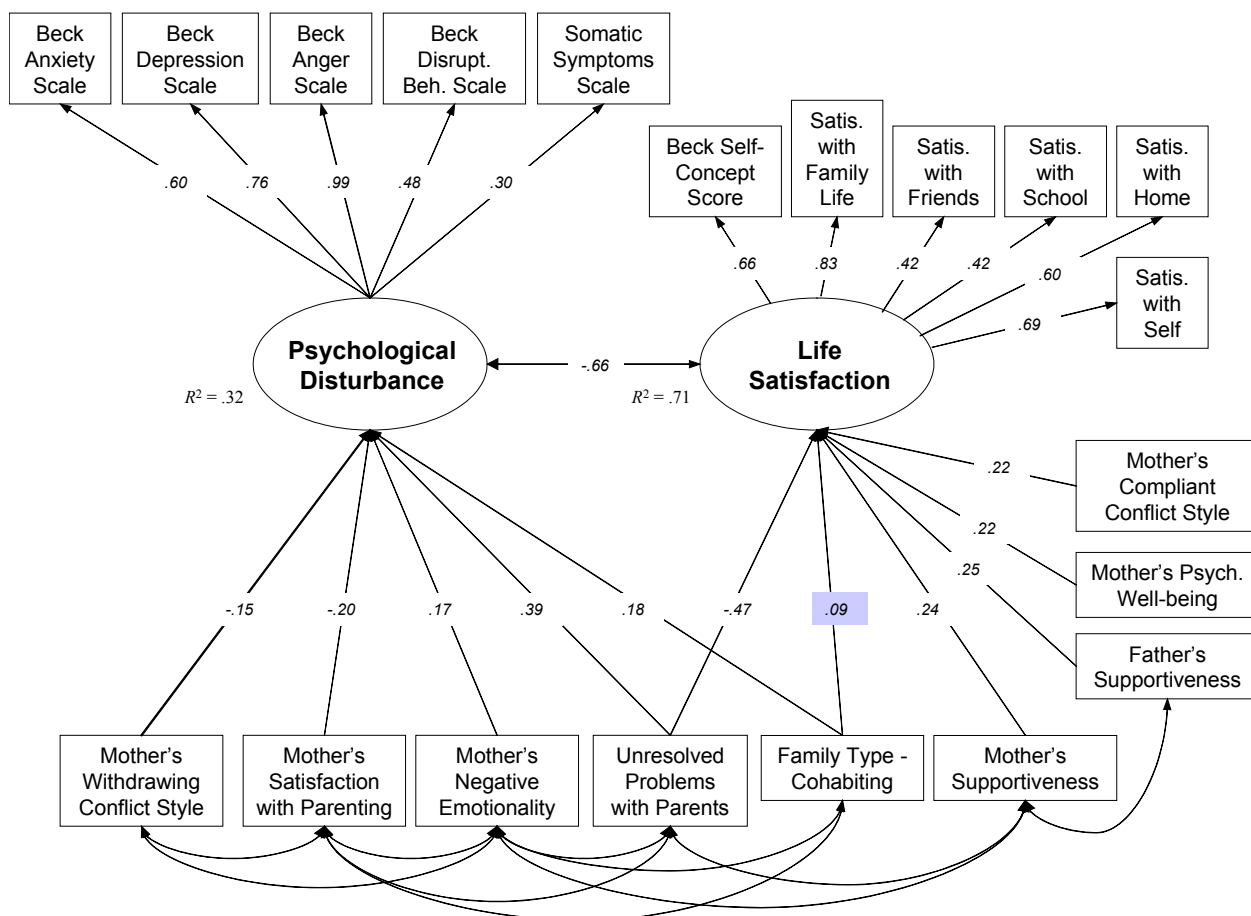 Beck
Anxiety
Scale
Beck
Depression
Scale
Beck
Anger
Scale
Beck
Disrupt.
Beh. Scale
Somatic
Symptoms
Scale
Beck Self-
Concept
Score
Satis.
with
Family
Life
Satis.
with
Friends
Satis.
with
School
Satis.
with
Home
Satis.
with
Self
.60
.76
.99
.48
.30
.66
.83
.42
.42
.60
.69
Psychological
Disturbance
-.66
Life
Satisfaction
R² = .32
R² = .71
.22
Mother's
Compliant
Conflict Style
.22
Mother's Psych.
Well-being
.25
Father's
Supportiveness
-.15
-.20
.17
.39
.18
-.47
.09
.24
Mother's
Withdrawing
Conflict Style
Mother's
Satisfaction
with Parenting
Mother's
Negative
Emotionality
Unresolved
Problems
with Parents
Family Type -
Cohabiting
Mother's
Supportiveness